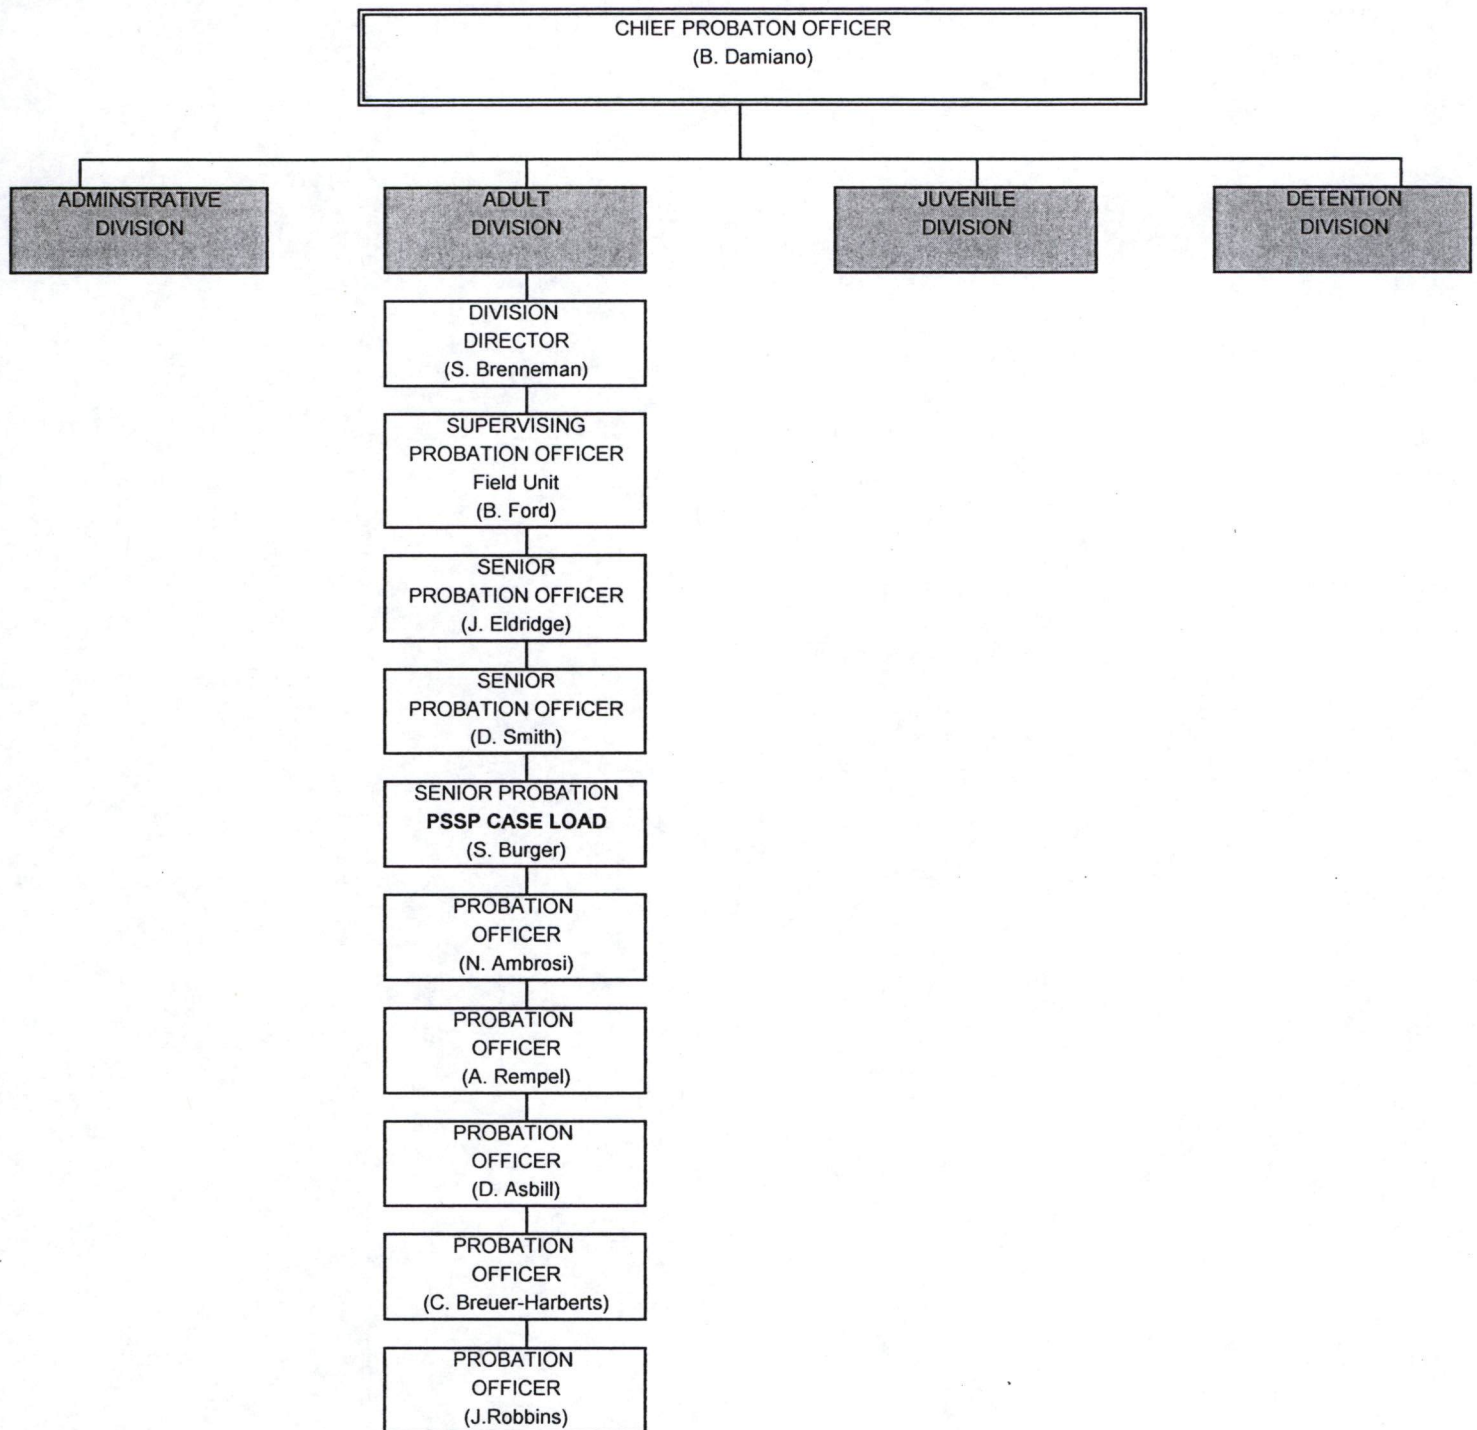 CHIEF PROBATON OFFICER
(B. Damiano)
ADMINSTRATIVE
DIVISION
ADULT
DIVISION
JUVENILE
DIVISION
DETENTION
DIVISION
DIVISION
DIRECTOR
(S. Brenneman)
SUPERVISING
PROBATION OFFICER
Field Unit
(B. Ford)
SENIOR
PROBATION OFFICER
(J. Eldridge)
SENIOR
PROBATION OFFICER
(D. Smith)
SENIOR PROBATION
PSSP CASE LOAD
(S. Burger)
PROBATION
OFFICER
(N. Ambrosi)
PROBATION
OFFICER
(A. Rempel)
PROBATION
OFFICER
(D. Asbill)
PROBATION
OFFICER
(C. Breuer-Harberts)
PROBATION
OFFICER
(J.Robbins)